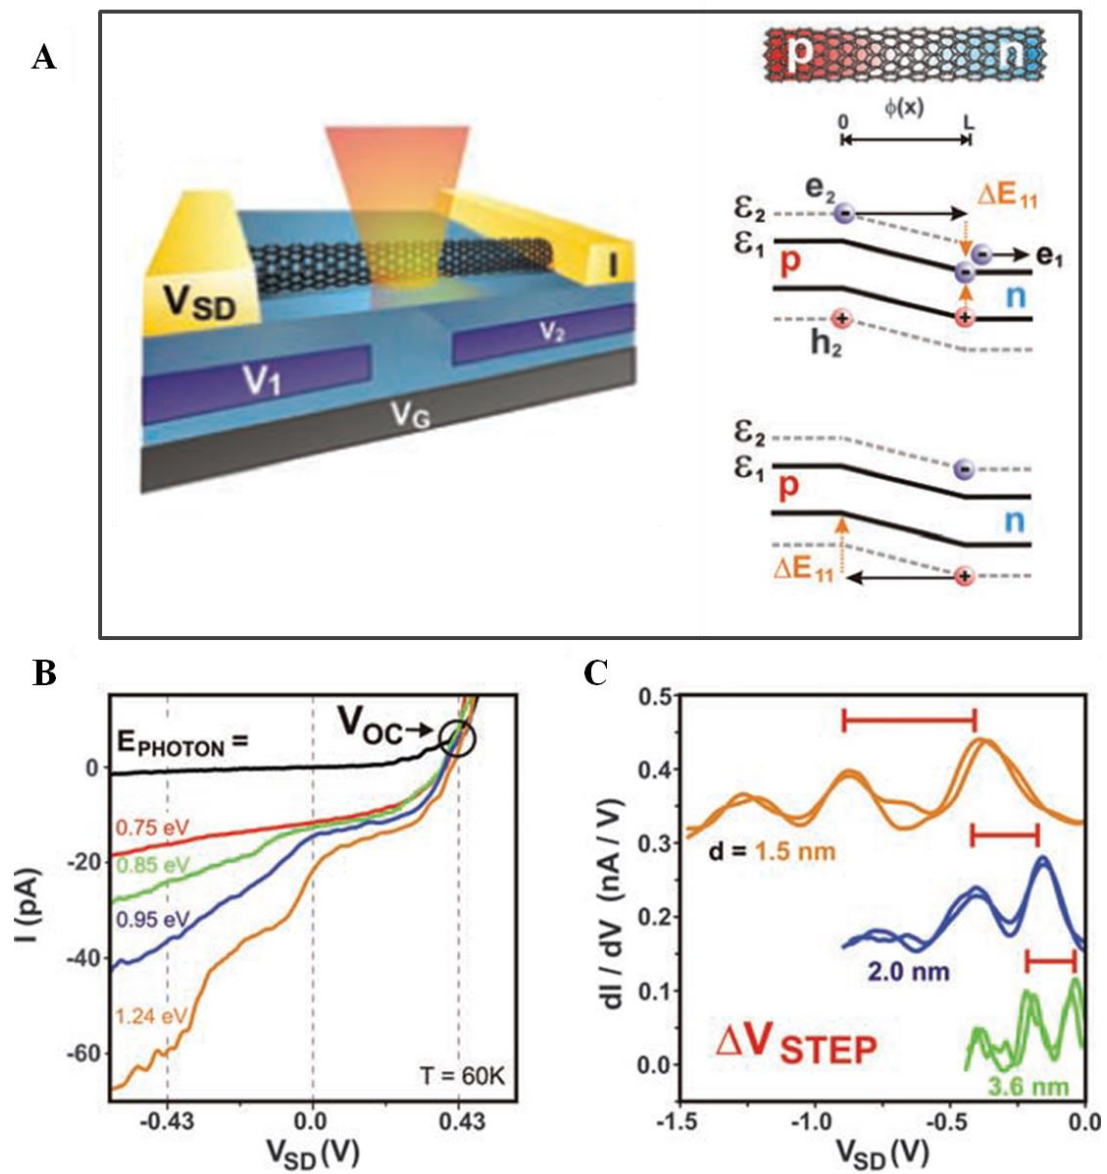 A
p n
ϕ(x)
0 L
e2
ΔE11
ε2
ε1
e1
p
n
h2
VSD
I
V1
V2
VG
ε2
ε1
p
n
ΔE11
B
EPHOTON =
VOC→
0.75 eV
0.85 eV
0.95 eV
1.24 eV
T = 60K
0
-20
-40
-60
I (pA)
-0.43 0.0 0.43
VSD (V)
C
0.5
0.4
0.3
0.2
0.1
0.0
dI / dV (nA / V)
d = 1.5 nm
2.0 nm
3.6 nm
ΔVSTEP
-1.5 -1.0 -0.5 0.0
VSD (V)